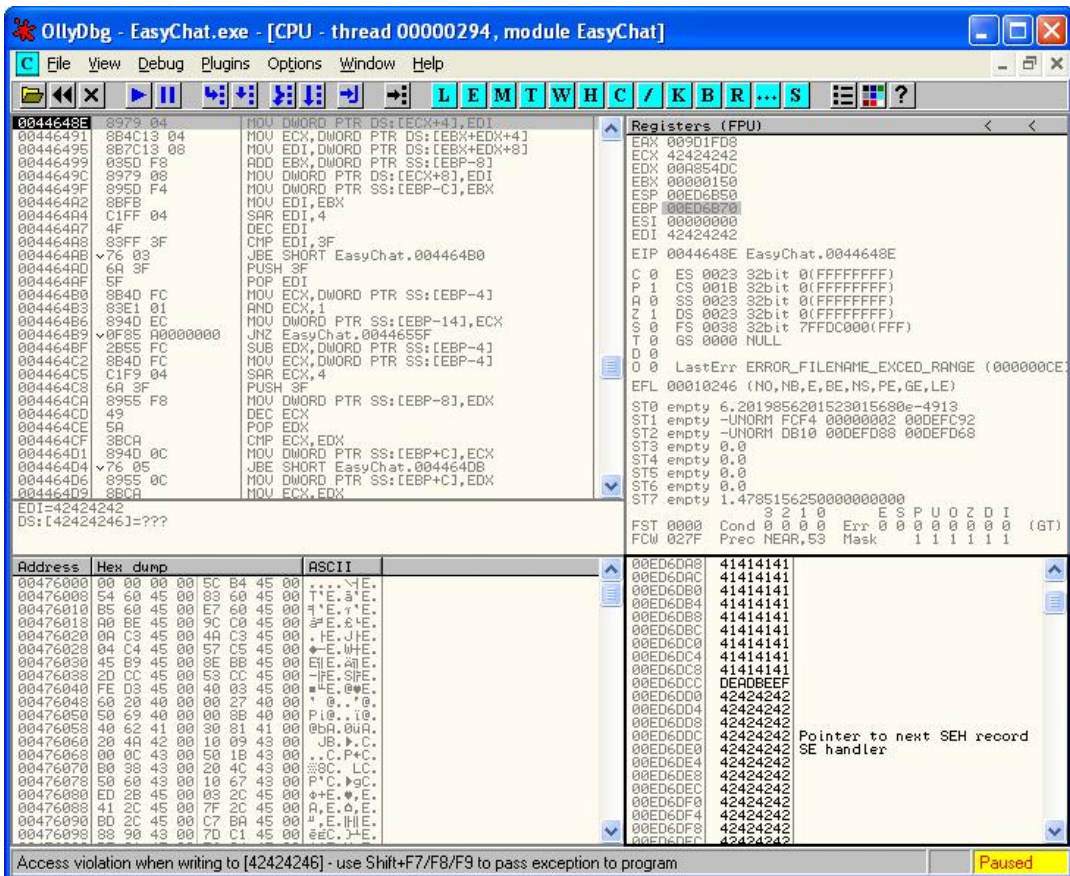 OllyDbg - EasyChat.exe - [CPU - thread 00000294, module EasyChat]
C File View Debug Plugins Options Window Help
L E M T W H C / K B R ... S ?
0044648E 8979 04 MOV DWORD PTR DS:[ECX+4],EDI
00446491 8B4C13 04 MOV ECX,DWORD PTR DS:[EBX+EDX+4]
00446495 8B7C13 08 MOV EDI,DWORD PTR DS:[EBX+EDX+8]
00446499 035D F8 ADD EBX,DWORD PTR SS:[EBP-8]
0044649C 8979 08 MOV DWORD PTR DS:[ECX+8],EDI
0044649F 895D F4 MOV DWORD PTR SS:[EBP-C],EBX
004464A2 8BFB MOV EDI,EBX
004464A4 C1FF 04 SAR EDI,4
004464A7 4F DEC EDI
004464A8 83FF 3F CMP EDI,3F
004464AB 76 03 JBE SHORT EasyChat.004464B0
004464AD 6A 3F PUSH 3F
004464AF 5F POP EDI
004464B0 8B4D FC MOV ECX,DWORD PTR SS:[EBP-4]
004464B3 83E1 01 AND ECX,1
004464B6 894D EC MOV DWORD PTR SS:[EBP-14],ECX
004464B9 0F85 A0000000 JNZ EasyChat.0044655F
004464BF 2B55 FC SUB EDX,DWORD PTR SS:[EBP-4]
004464C2 8B4D FC MOV ECX,DWORD PTR SS:[EBP-4]
004464C5 C1F9 04 SAR ECX,4
004464C8 6A 3F PUSH 3F
004464CA 8955 F8 MOV DWORD PTR SS:[EBP-8],EDX
004464CD 49 DEC ECX
004464CE 5A POP EDX
004464CF 3BCA CMP ECX,EDX
004464D1 894D 0C MOV DWORD PTR SS:[EBP+C],ECX
004464D4 76 05 JBE SHORT EasyChat.004464DB
004464D6 8955 0C MOV DWORD PTR SS:[EBP+C],EDX
004464D9 8BCA MOV ECX,EDX
EDI=42424242
DS:[42424246]=???
Registers (FPU) < <
EAX 009D1FD8
ECX 42424242
EDX 00A854DC
EBX 00000150
ESP 00ED6B50
EBP 00ED6B70
ESI 00000000
EDI 42424242
EIP 0044648E EasyChat.0044648E
C 0 ES 0023 32bit 0(FFFFFFFF)
P 1 CS 001B 32bit 0(FFFFFFFF)
A 0 SS 0023 32bit 0(FFFFFFFF)
Z 1 DS 0023 32bit 0(FFFFFFFF)
S 0 FS 0038 32bit 7FFDC000(FFF)
T 0 GS 0000 NULL
D 0
O 0 LastErr ERROR_FILENAME_EXCED_RANGE (000000CE
EFL 00010246 (NO,NB,E,BE,NS,PE,GE,LE)
ST0 empty 6.2019856201523015680e-4913
ST1 empty -UNORM FCF4 00000002 00DEFC92
ST2 empty -UNORM DB10 00DEFD88 00DEFD68
ST3 empty 0.0
ST4 empty 0.0
ST5 empty 0.0
ST6 empty 0.0
ST7 empty 1.4785156250000000000
3 2 1 0 E S P U O Z D I
FST 0000 Cond 0 0 0 0 Err 0 0 0 0 0 0 0 0 (GT)
FCW 027F Prec NEAR,53 Mask 1 1 1 1 1 1
Address Hex dump ASCII
00476000 00 00 00 00 5C B4 45 00
00476008 54 60 45 00 83 60 45 00
00476010 B5 60 45 00 E7 60 45 00
00476018 A0 BE 45 00 9C C0 45 00
00476020 0A C3 45 00 4A C3 45 00
00476028 04 C4 45 00 57 C5 45 00
00476030 45 B9 45 00 8E BB 45 00
00476038 2D CC 45 00 53 CC 45 00
00476040 FE D3 45 00 40 03 45 00
00476048 60 20 40 00 00 27 40 00
00476050 50 69 40 00 00 8B 40 00
00476058 40 62 41 00 30 81 41 00
00476060 20 4A 42 00 10 09 43 00
00476068 00 0C 43 00 50 1B 43 00
00476070 B0 38 43 00 20 4C 43 00
00476078 50 60 43 00 10 67 43 00
00476080 ED 2B 45 00 03 2C 45 00
00476088 41 2C 45 00 7F 2C 45 00
00476090 BD 2C 45 00 C7 BA 45 00
00476098 88 90 43 00 7D C1 45 00
00ED6DA8 41414141
00ED6DAC 41414141
00ED6DB0 41414141
00ED6DB4 41414141
00ED6DB8 41414141
00ED6DBC 41414141
00ED6DC0 41414141
00ED6DC4 41414141
00ED6DC8 41414141
00ED6DCC DEADBEEF
00ED6DD0 42424242
00ED6DD4 42424242
00ED6DD8 42424242
00ED6DDC 42424242 Pointer to next SEH record
00ED6DE0 42424242 SE handler
00ED6DE4 42424242
00ED6DE8 42424242
00ED6DEC 42424242
00ED6DF0 42424242
00ED6DF4 42424242
00ED6DF8 42424242
00ED6DFC 42424242
Access violation when writing to [42424246] - use Shift+F7/F8/F9 to pass exception to program Paused